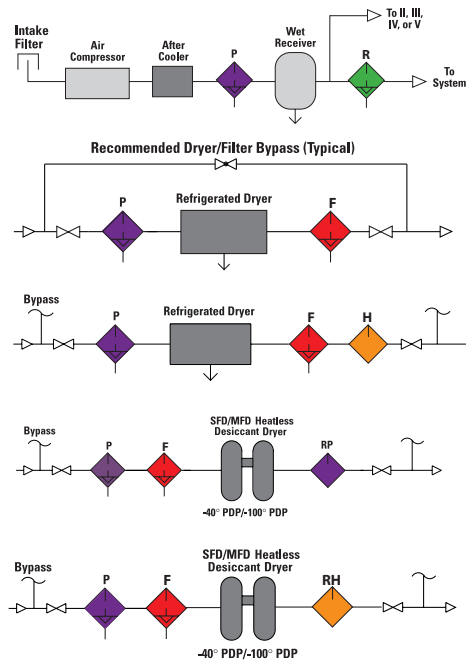 Intake
Filter
Air
Compressor
After
Cooler
P
Wet
Receiver
To II, III,
IV, or V
R
To
System
Recommended Dryer/Filter Bypass (Typical)
P
Refrigerated Dryer
F
Bypass
P
Refrigerated Dryer
F
H
Bypass
P
F
SFD/MFD Heatless
Desiccant Dryer
RP
-40° PDP/-100° PDP
Bypass
P
F
SFD/MFD Heatless
Desiccant Dryer
RH
-40° PDP/-100° PDP